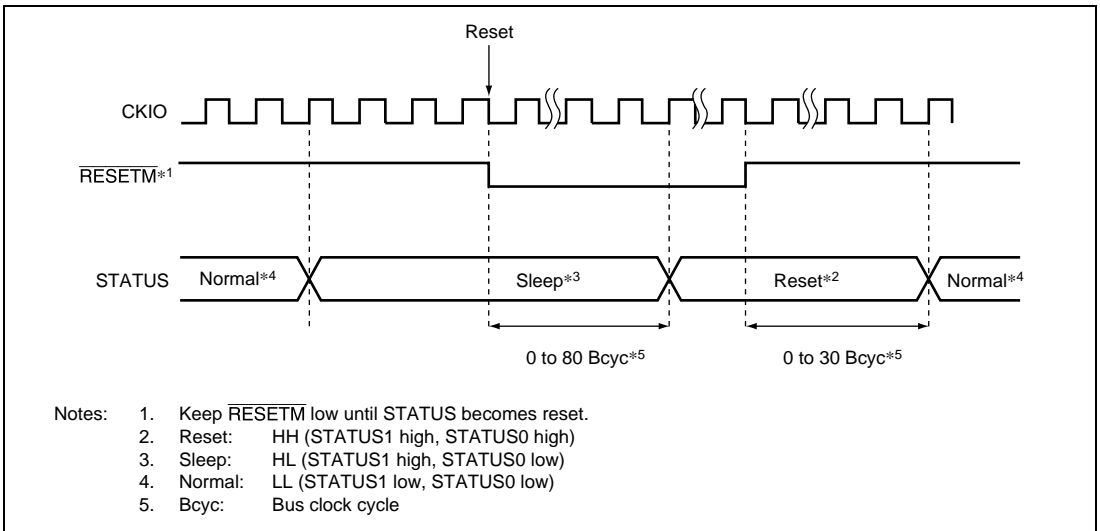 Reset
CKIO
RESETM*1
STATUS Normal*4 Sleep*3 Reset*2 Normal*4
0 to 80 Bcyc*5 0 to 30 Bcyc*5
Notes: 1. Keep RESETM low until STATUS becomes reset.
2. Reset: HH (STATUS1 high, STATUS0 high)
3. Sleep: HL (STATUS1 high, STATUS0 low)
4. Normal: LL (STATUS1 low, STATUS0 low)
5. Bcyc: Bus clock cycle